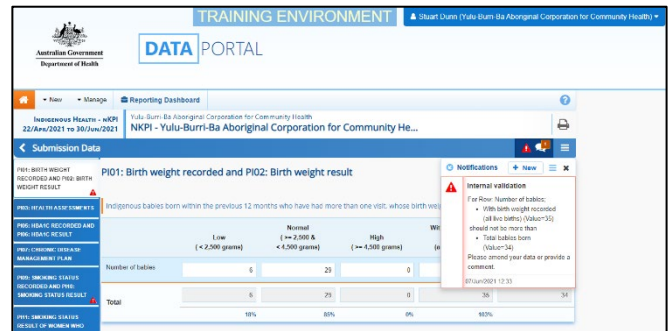 TRAINING ENVIRONMENT
Stuart Dunn (Yulu-Burri-Ba Aboriginal Corporation for Community Health)
Australian Government
Department of Health
DATA PORTAL
New
Manage
Reporting Dashboard
INDIGENOUS HEALTH - NKPI
22/APR/2021 TO 30/JUN/2021
Yulu-Burri-Ba Aboriginal Corporation for Community Health
NKPI - Yulu-Burri-Ba Aboriginal Corporation for Community He...
Submission Data
PI01: BIRTH WEIGHT
RECORDED AND PI02: BIRTH
WEIGHT RESULT
PI03: HEALTH ASSESSMENTS
PI05: HBA1C RECORDED AND
PI06: HBA1C RESULT
PI07: CHRONIC DISEASE
MANAGEMENT PLAN
PI09: SMOKING STATUS
RECORDED AND PI10:
SMOKING STATUS RESULT
PI11: SMOKING STATUS
RESULT OF WOMEN WHO
PI01: Birth weight recorded and PI02: Birth weight result
Indigenous babies born within the previous 12 months who have had more than one visit, whose birth
Low
( < 2,500 grams)
Normal
( >= 2,500 &
< 4,500 grams)
High
( >= 4,500 grams)
Number of babies
6
29
0
Total
6
29
0
35
34
18%
85%
0%
103%
Notifications
+ New
Internal validation
For Row: Number of babies;
With birth weight recorded
(all live births) (Value=35)
should not be more than
Total babies born
(Value=34)
Please amend your data or provide a
comment.
07/Jun/2021 12:33